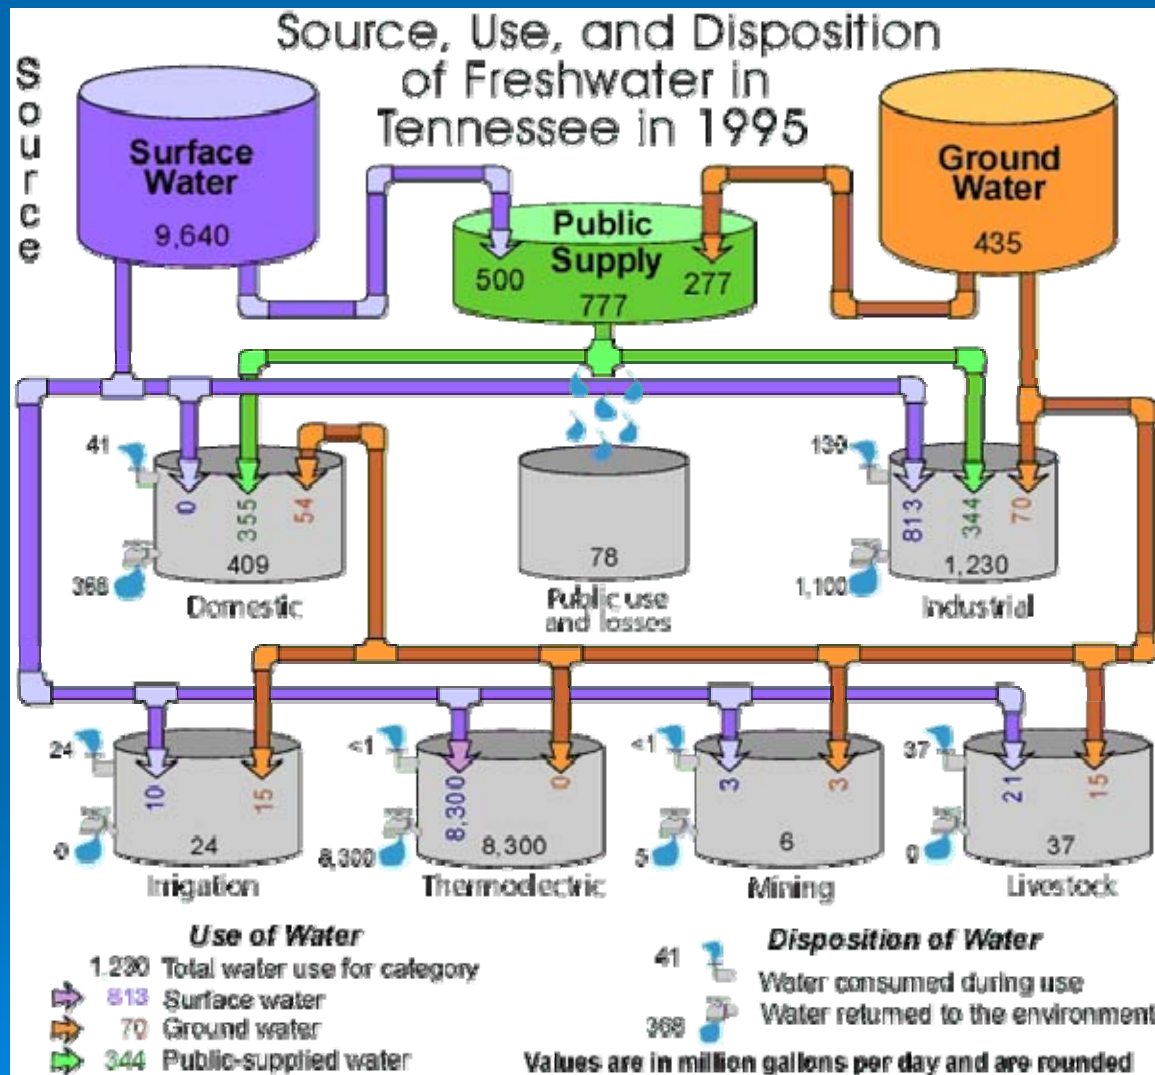 Source, Use, and Disposition
of Freshwater in
Tennessee in 1995
Source
Surface
Water
9,640
Public
Supply
500
277
777
Ground
Water
435
41
0
355
54
409
368
Domestic
78
Public use
and losses
130
813
344
70
1,230
1,100
Industrial
24
10
15
24
0
Irrigation
<1
8,300
0
8,300
8,300
Thermoelectric
<1
3
3
6
5
Mining
37
21
15
37
0
Livestock
Use of Water
1,230 Total water use for category
813 Surface water
70 Ground water
344 Public-supplied water
Disposition of Water
41 Water consumed during use
368 Water returned to the environment
Values are in million gallons per day and are rounded